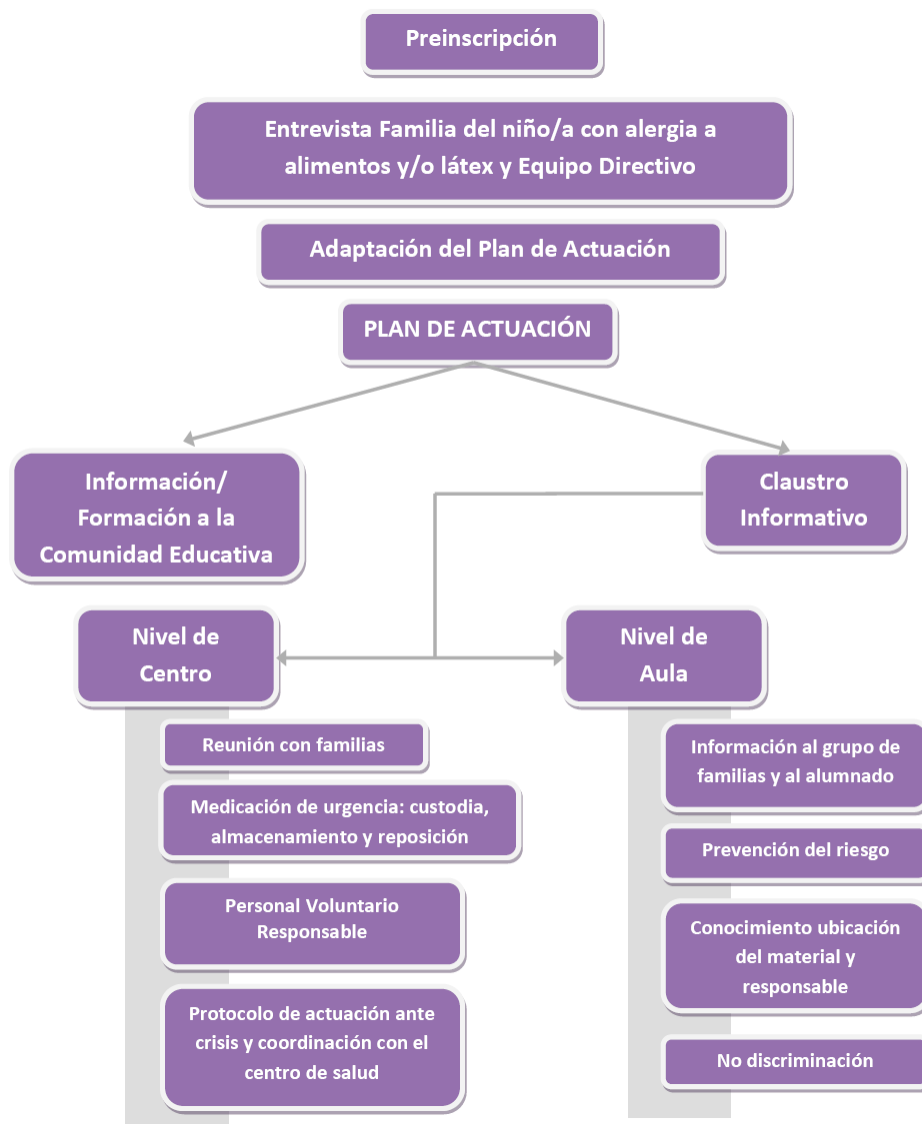 Preinscripción
Entrevista Familia del niño/a con alergia a
alimentos y/o látex y Equipo Directivo
Adaptación del Plan de Actuación
PLAN DE ACTUACIÓN
Información/
Formación a la
Comunidad Educativa
Claustro
Informativo
Nivel de
Centro
Reunión con familias
Medicación de urgencia: custodia,
almacenamiento y reposición
Personal Voluntario
Responsable
Protocolo de actuación ante
crisis y coordinación con el
centro de salud
Nivel de
Aula
Información al grupo de
familias y al alumnado
Prevención del riesgo
Conocimiento ubicación
del material y
responsable
No discriminación